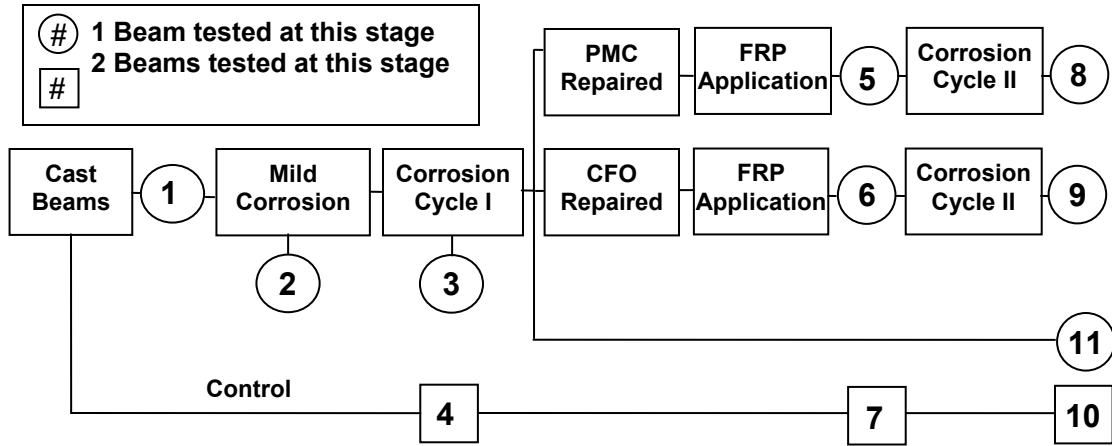 # 1 Beam tested at this stage
2 Beams tested at this stage
#
PMC
Repaired
FRP
Application
5
Corrosion
Cycle II
8
Cast
Beams
1
Mild
Corrosion
Corrosion
Cycle I
CFO
Repaired
FRP
Application
6
Corrosion
Cycle II
9
2
3
11
Control
4
7
10